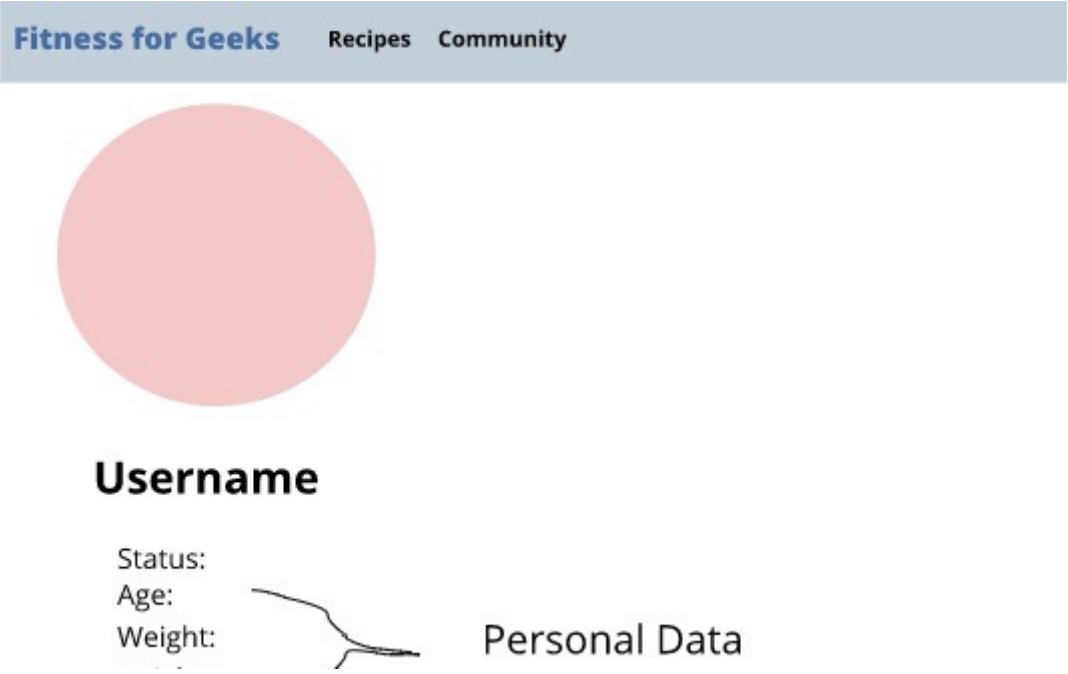 Fitness for Geeks Recipes Community
Username
Status:
Age:
Weight:
Personal Data